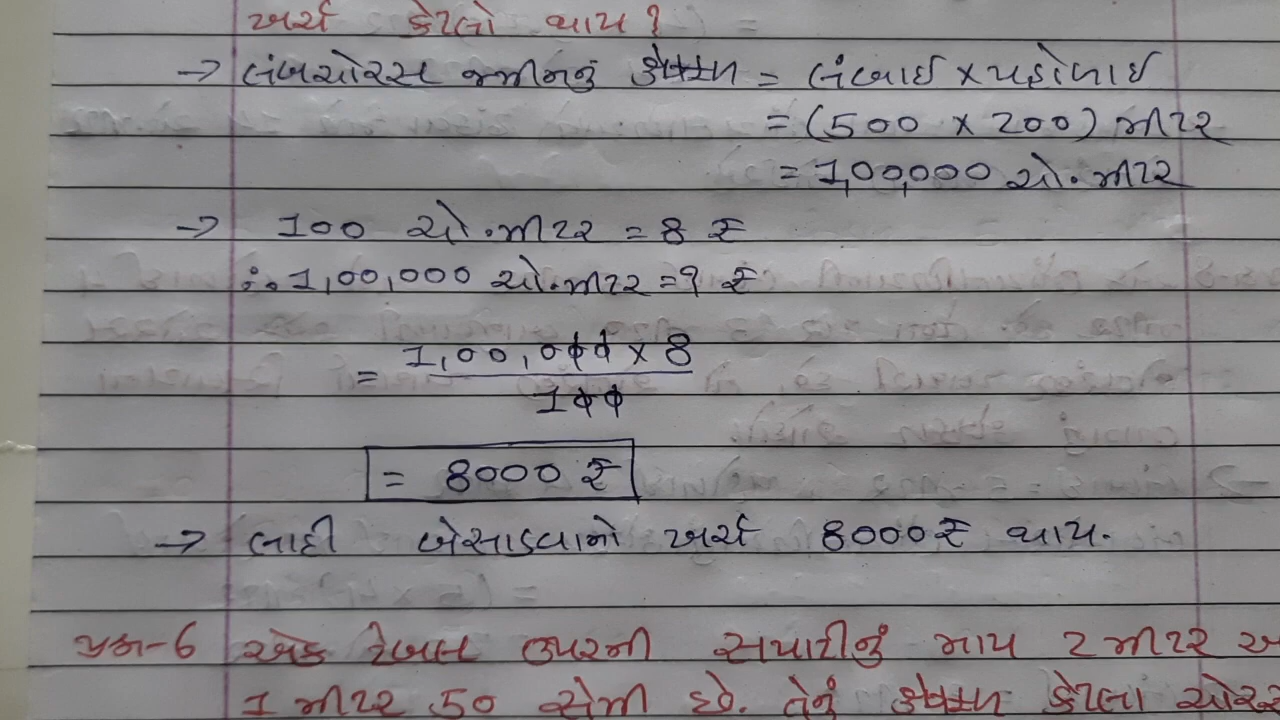 ખર્ચ કેટલો થાય ?
→ લંબચોરસ જમીનનું ક્ષેત્રફળ = લંબાઈ × પહોળાઈ
= (500 × 200) મીટર
= 1,00,000 ચો. મીટર
→ 100 ચો. મીટર = 8 ₹
∴ 1,00,000 ચો. મીટર = ? ₹
= 1,00,000 × 8
100
= 8000 ₹
→ લાદી બેસાડવાનો ખર્ચ 8000 ₹ થાય.
પ્રશ્ન-6 એક ટેબલ ઉપરની સપાટીનું માપ 2 મીટર
1 મીટર 50 સેમી છે. તેનું ક્ષેત્રફળ કેટલા ચોરસ